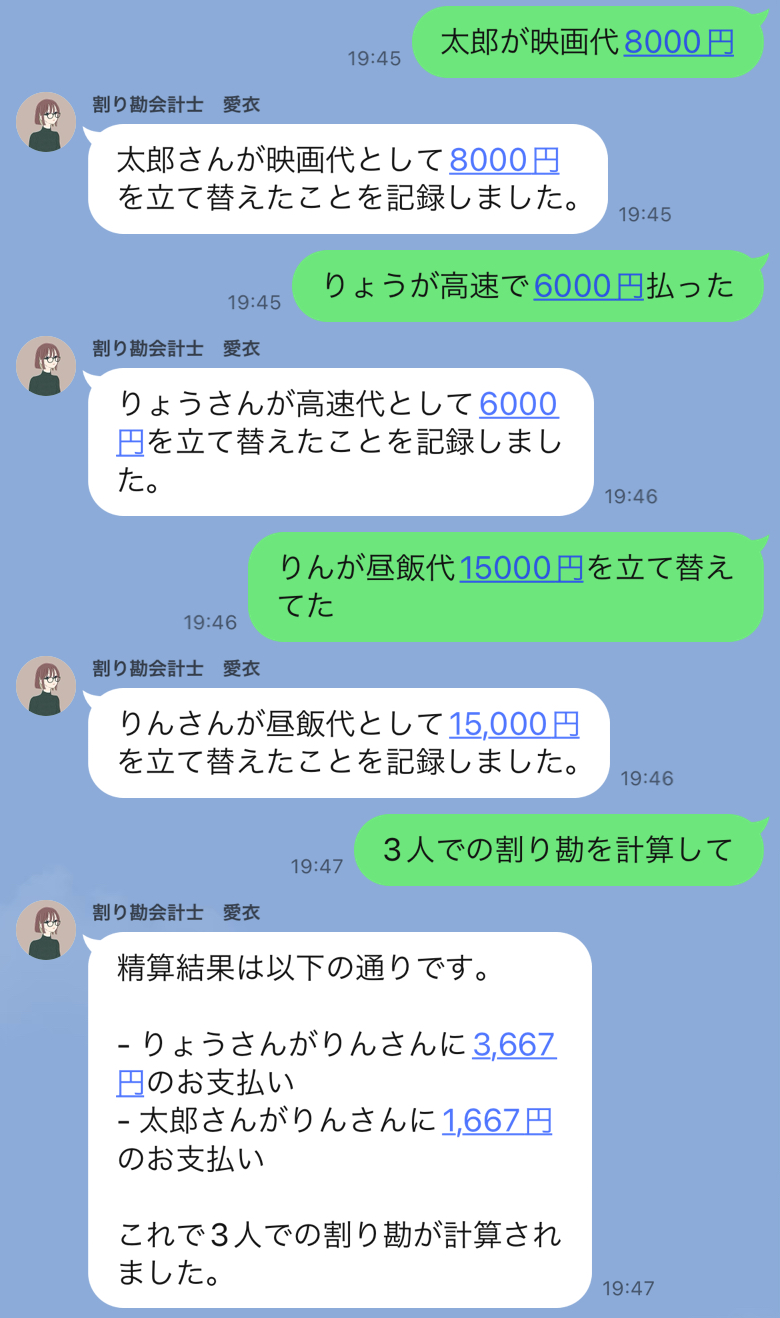 太郎が映画代8000円
19:45
割り勘会計士　愛衣
太郎さんが映画代として8000円
を立て替えたことを記録しました。
19:45
りょうが高速で6000円払った
19:45
割り勘会計士　愛衣
りょうさんが高速代として6000
円を立て替えたことを記録しまし
た。
19:46
りんが昼飯代15000円を立て替え
てた
19:46
割り勘会計士　愛衣
りんさんが昼飯代として15,000円
を立て替えたことを記録しました。
19:46
3人での割り勘を計算して
19:47
割り勘会計士　愛衣
精算結果は以下の通りです。
- りょうさんがりんさんに3,667
円のお支払い
- 太郎さんがりんさんに1,667円
のお支払い
これで3人での割り勘が計算され
ました。
19:47